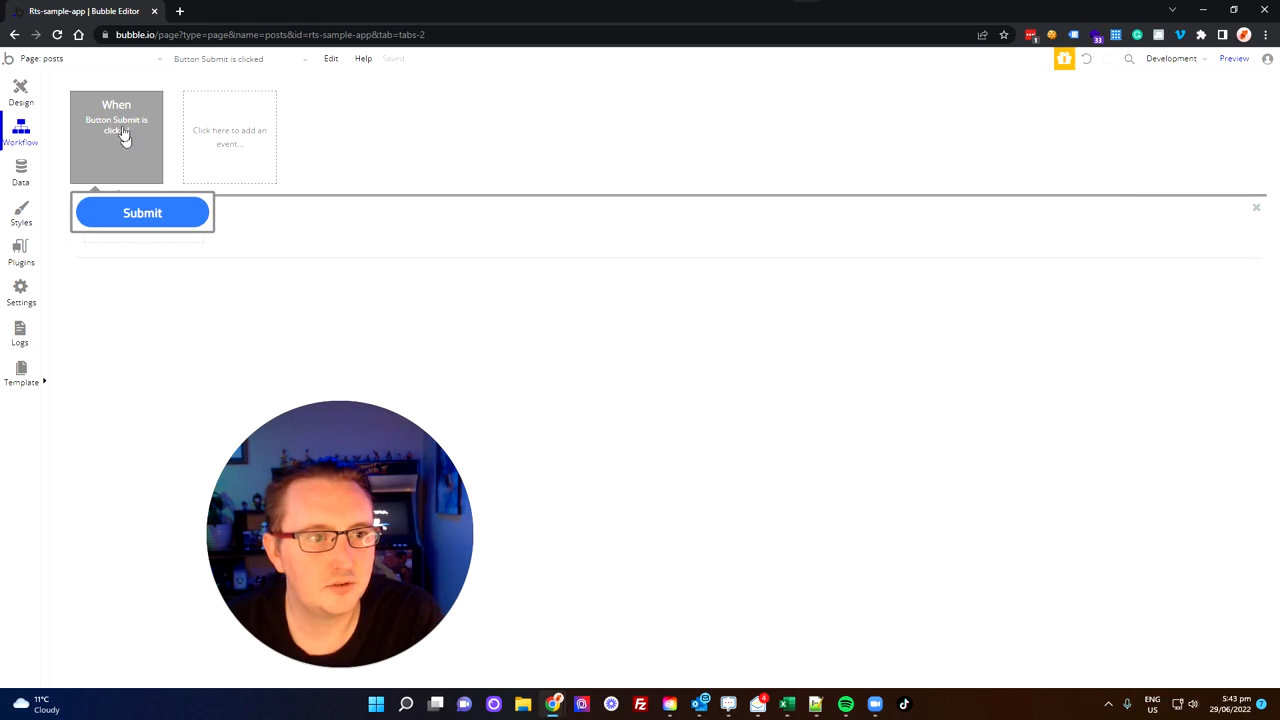 Rts-sample-app | Bubble Editor
bubble.io/page?type=page&name=posts&id=rts-sample-app&tab=tabs-2
1
33
Page: posts
Button Submit is clicked
Edit
Help
Saved
Development
Preview
Design
Workflow
Data
Styles
Plugins
Settings
Logs
Template
When
Button Submit is
Click here to add an
event...
Submit
11°C
Cloudy
4
ENG
US
5:43 pm
29/06/2022